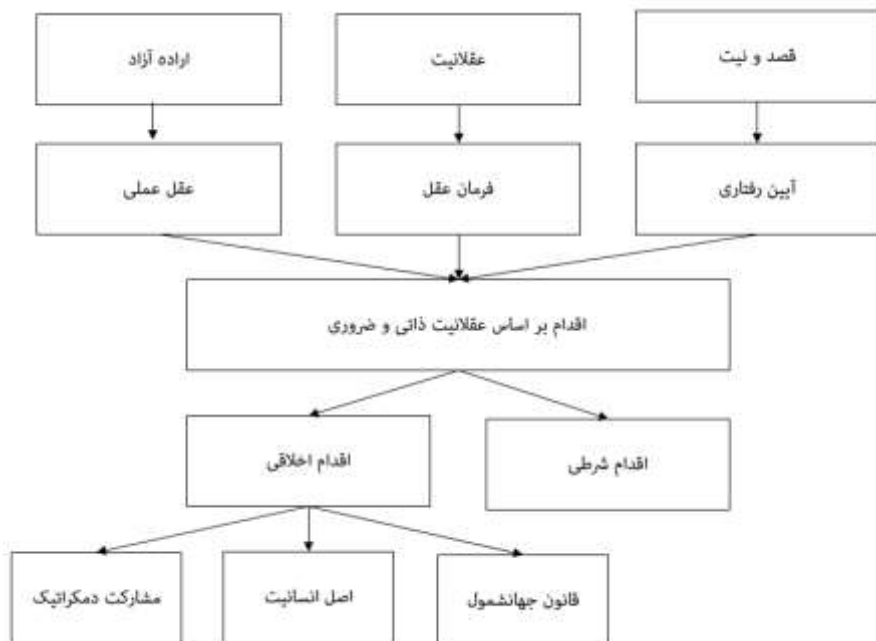 قصد و نیت
عقلانیت
اراده آزاد
آیین رفتاری
فرمان عقل
عقل عملی
اقدام بر اساس عقلانیت ذاتی و ضروری
اقدام شرطی
اقدام اخلاقی
قانون جهانشمول
اصل انسانیت
مشارکت دمکراتیک